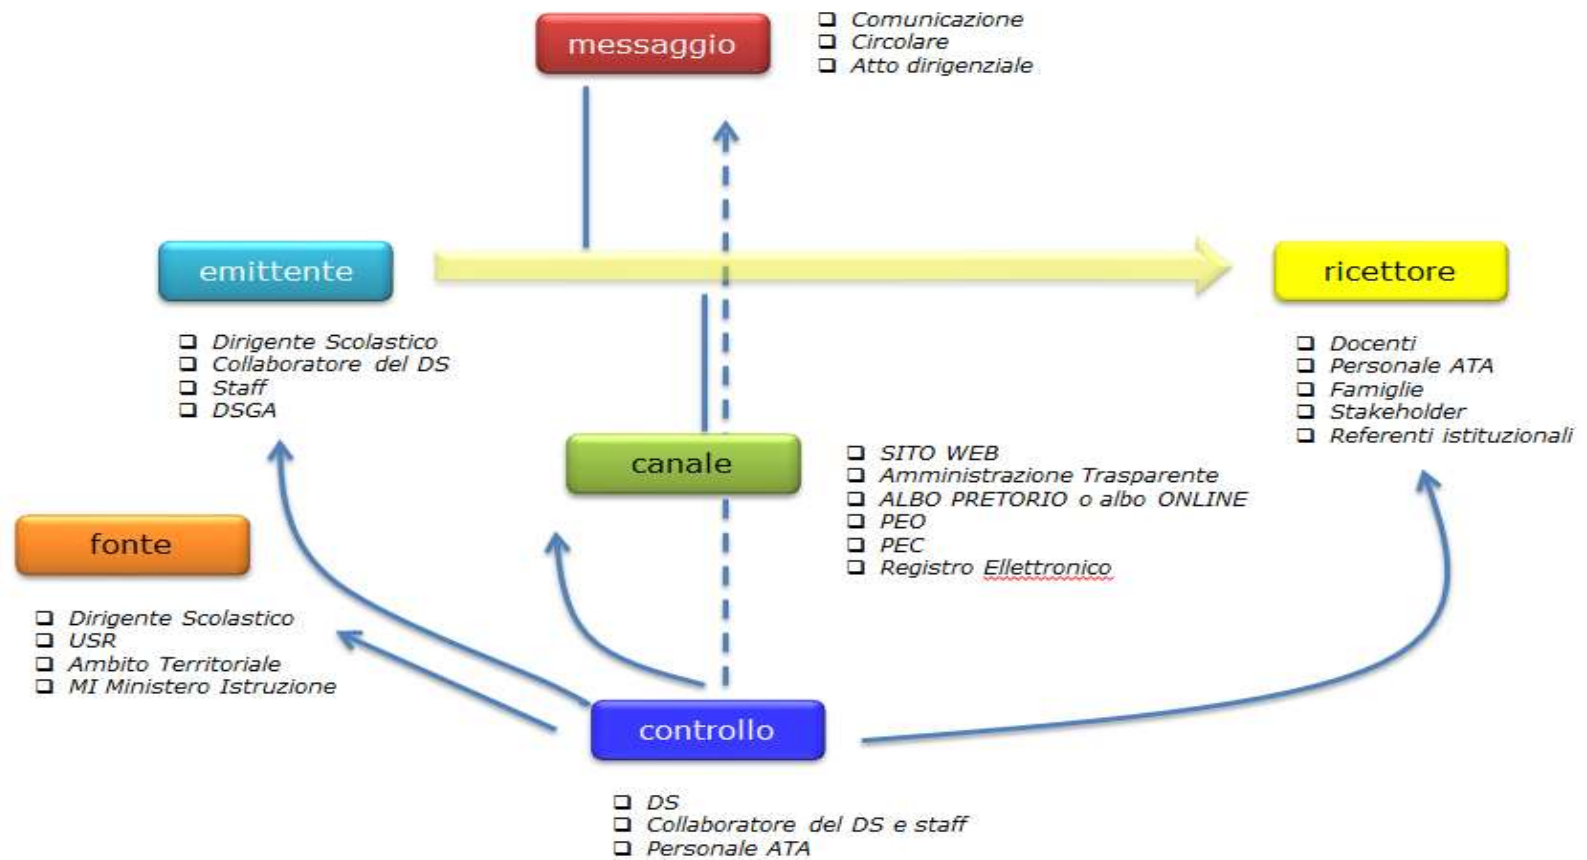 messaggio
❑ Comunicazione
❑ Circolare
❑ Atto dirigenziale
emittente
❑ Dirigente Scolastico
❑ Collaboratore del DS
❑ Staff
❑ DSGA
ricettore
❑ Docenti
❑ Personale ATA
❑ Famiglie
❑ Stakeholder
❑ Referenti istituzionali
canale
❑ SITO WEB
❑ Amministrazione Trasparente
❑ ALBO PRETORIO o albo ONLINE
❑ PEO
❑ PEC
❑ Registro Ellettronico
fonte
❑ Dirigente Scolastico
❑ USR
❑ Ambito Territoriale
❑ MI Ministero Istruzione
controllo
❑ DS
❑ Collaboratore del DS e staff
❑ Personale ATA